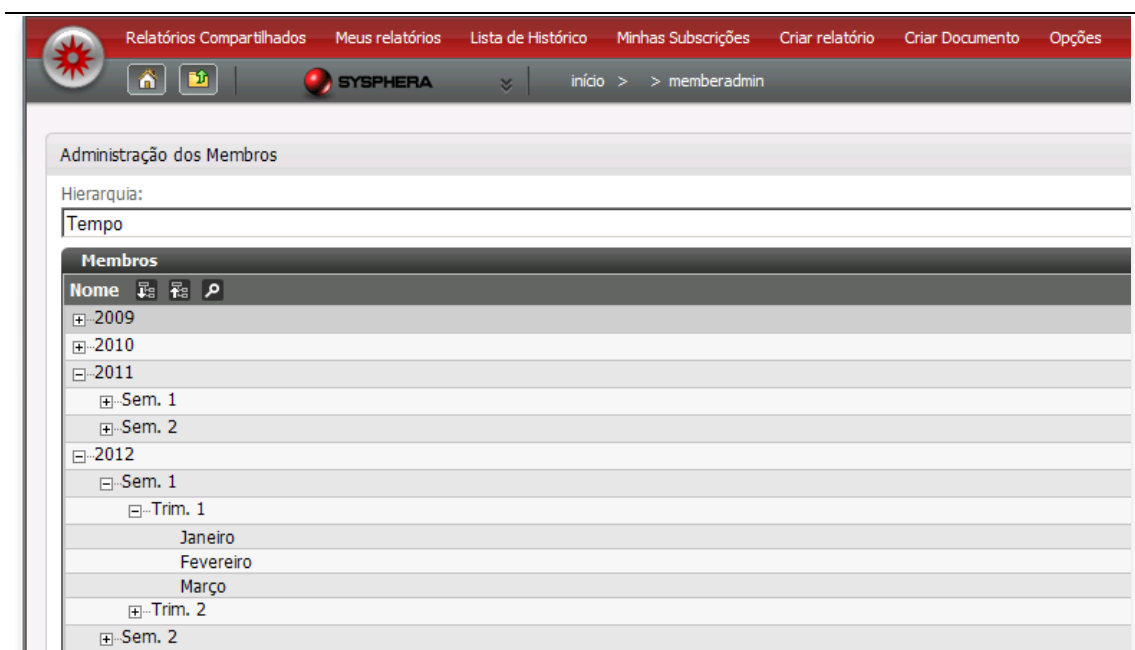 Relatórios Compartilhados Meus relatórios Lista de Histórico Minhas Subscrições Criar relatório Criar Documento Opções
SYSPHERA início > > memberadmin
Administração dos Membros
Hierarquia:
Tempo
Membros
Nome
2009
2010
2011
Sem. 1
Sem. 2
2012
Sem. 1
Trim. 1
Janeiro
Fevereiro
Março
Trim. 2
Sem. 2